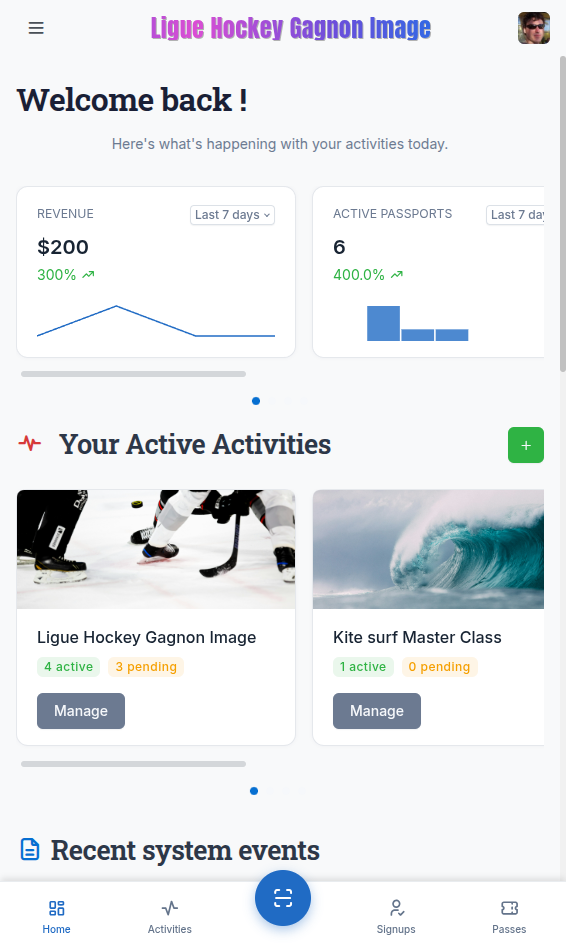 Ligue Hockey Gagnon Image
Welcome back !
Here's what's happening with your activities today.
REVENUE
Last 7 days
$200
300%
ACTIVE PASSPORTS
Last 7 day
6
400.0%
Your Active Activities
+
Ligue Hockey Gagnon Image
4 active
3 pending
Manage
Kite surf Master Class
1 active
0 pending
Manage
Recent system events
Home
Activities
Signups
Passes